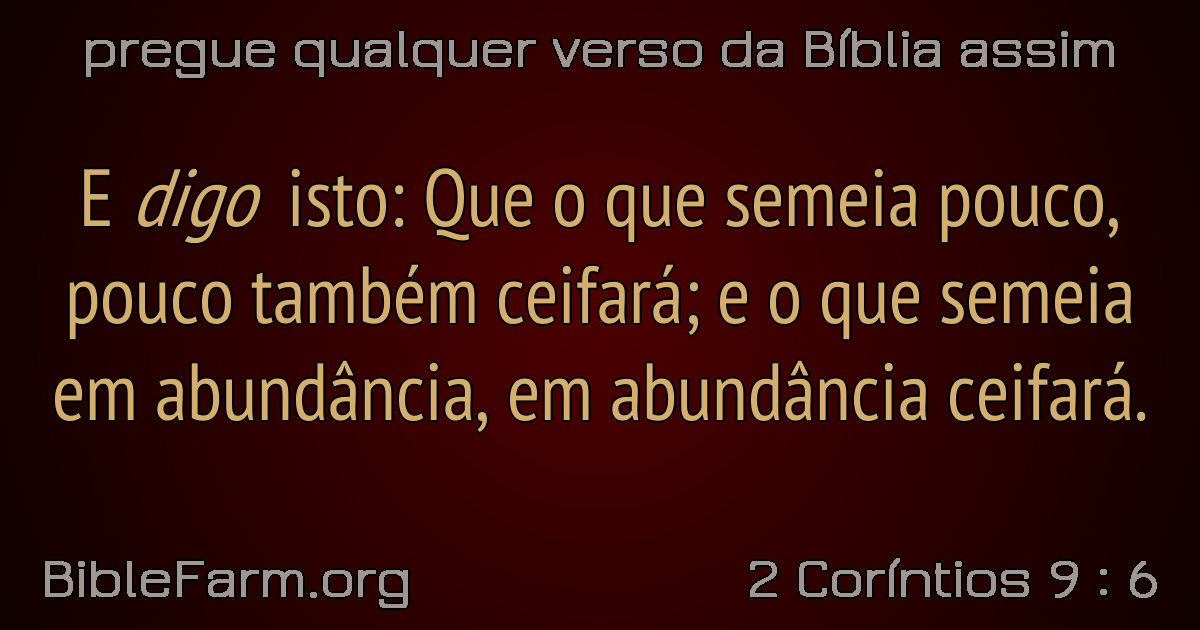 pregue qualquer verso da Bíblia assim
E digo isto: Que o que semeia pouco,
pouco também ceifará; e o que semeia
em abundância, em abundância ceifará.
BibleFarm.org
2 Coríntios 9 : 6